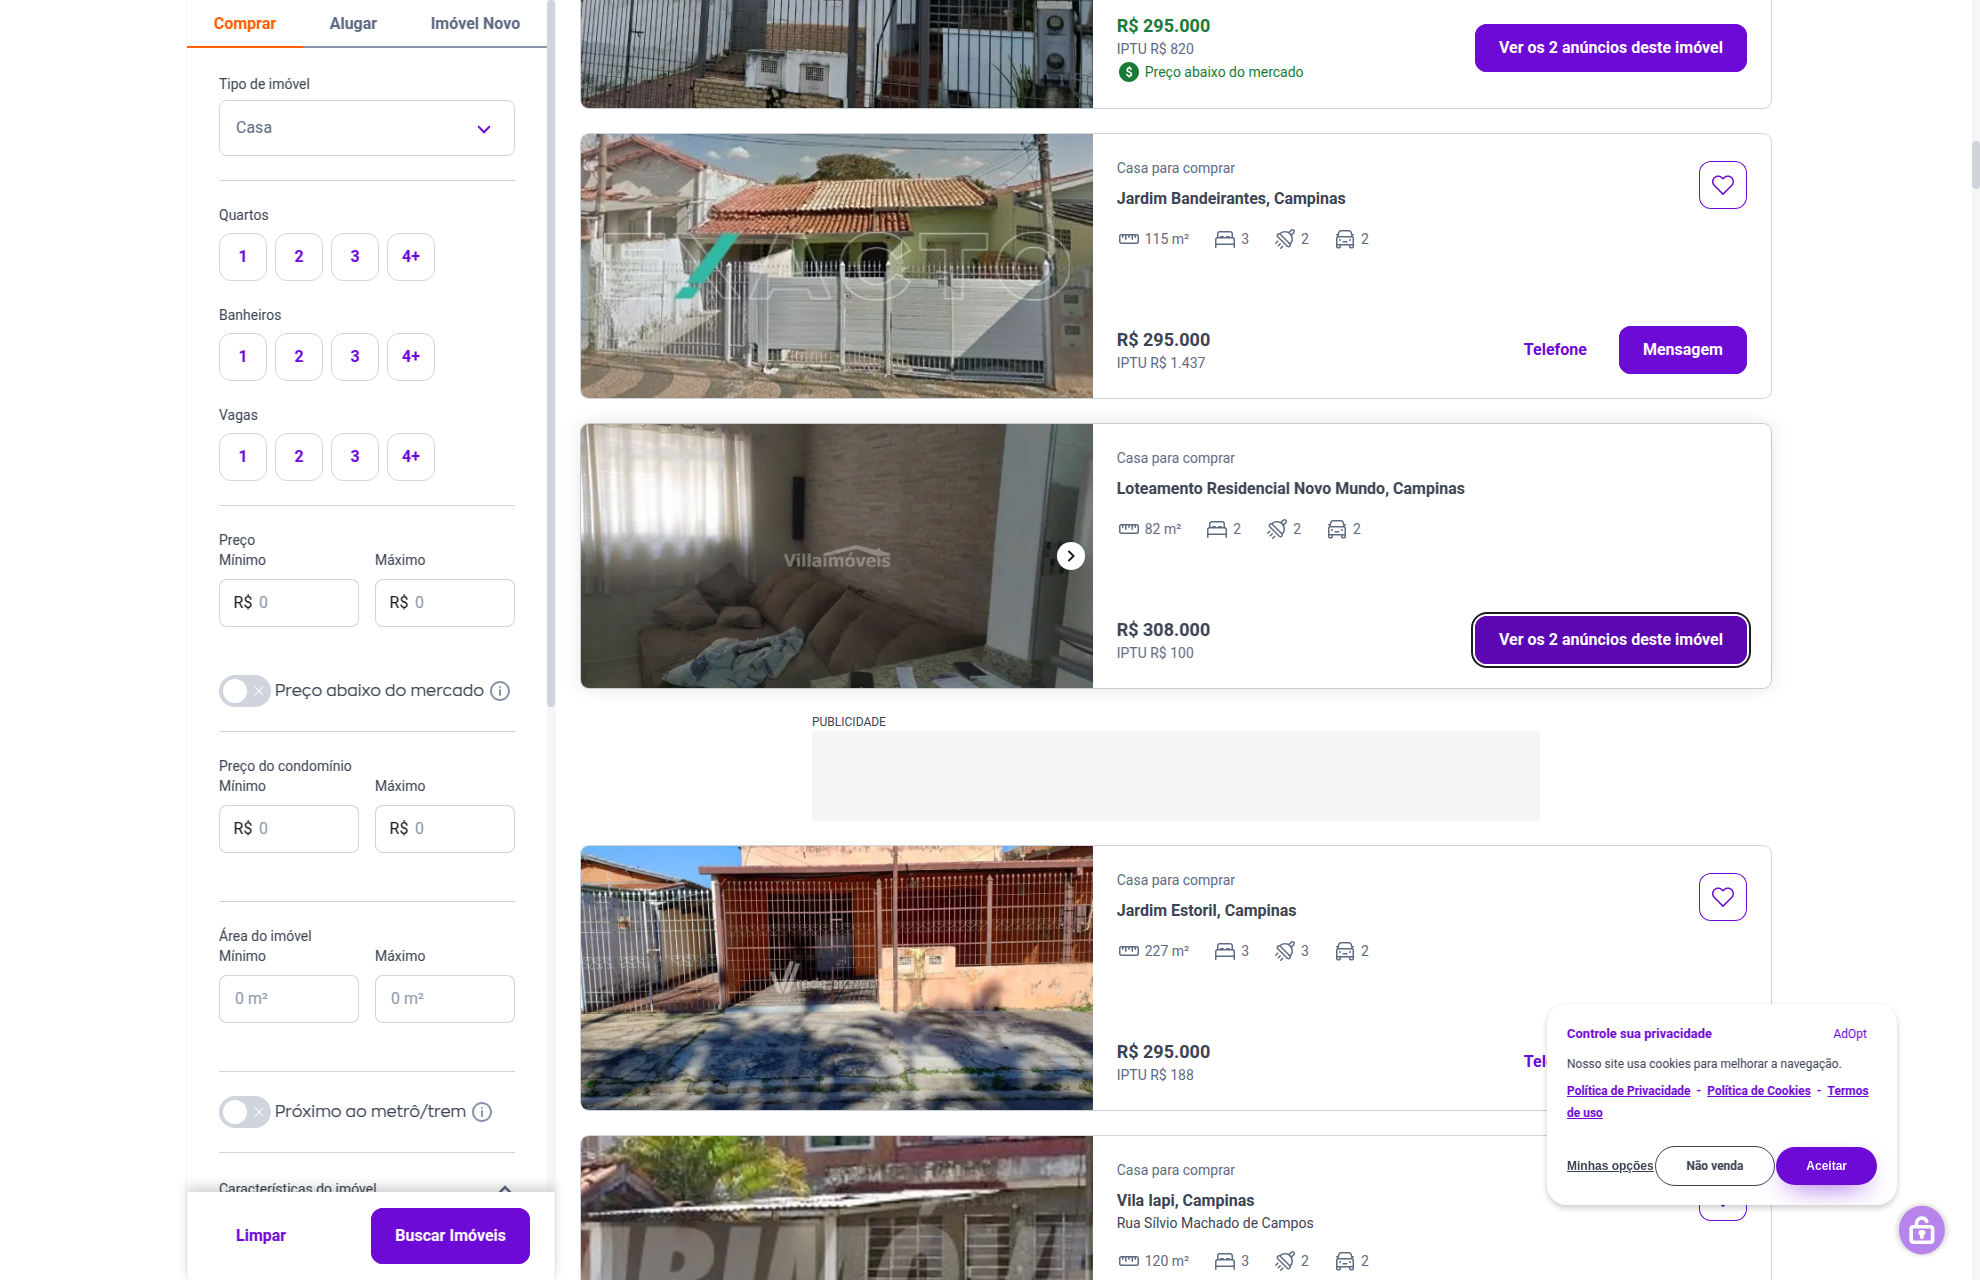 Comprar
Alugar
Imóvel Novo
Tipo de imóvel
Casa
Quartos
1
2
3
4+
Banheiros
1
2
3
4+
Vagas
1
2
3
4+
Preço
Mínimo
Máximo
R$ 0
R$ 0
Preço abaixo do mercado
Preço do condomínio
Mínimo
Máximo
R$ 0
R$ 0
Área do imóvel
Mínimo
Máximo
0 m²
0 m²
Próximo ao metrô/trem
Características do imóvel
Limpar
Buscar Imóveis
R$ 295.000
IPTU R$ 820
Preço abaixo do mercado
Ver os 2 anúncios deste imóvel
EXACTO
Casa para comprar
Jardim Bandeirantes, Campinas
115 m²
3
2
2
R$ 295.000
IPTU R$ 1.437
Telefone
Mensagem
Villaimóveis
Casa para comprar
Loteamento Residencial Novo Mundo, Campinas
82 m²
2
2
2
R$ 308.000
IPTU R$ 100
Ver os 2 anúncios deste imóvel
PUBLICIDADE
Casa para comprar
Jardim Estoril, Campinas
227 m²
3
3
2
R$ 295.000
IPTU R$ 188
Tele
Casa para comprar
Vila Iapi, Campinas
Rua Sílvio Machado de Campos
120 m²
3
2
2
Controle sua privacidade
AdOpt
Nosso site usa cookies para melhorar a navegação.
Política de Privacidade - Política de Cookies - Termos
de uso
Minhas opções
Não venda
Aceitar